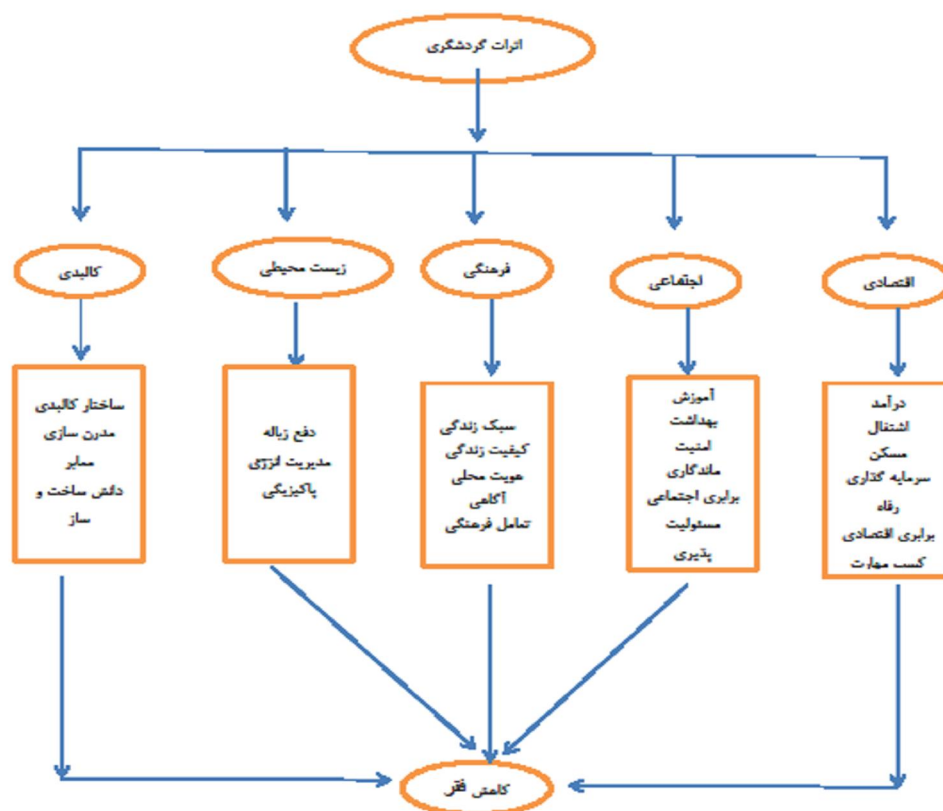 اثرات گردشگری
اقتصادی
اجتماعی
فرهنگی
زیست محیطی
کالبدی
درآمد
اشتغال
مسکن
سرمایه گذاری
رفاه
برابری اقتصادی
کسب مهارت
آموزش
بهداشت
امنیت
ماندگاری
برابری اجتماعی
مسئولیت
پذیری
سبک زندگی
کیفیت زندگی
هویت محلی
آگاهی
تعامل فرهنگی
دفع زباله
مدیریت انرژی
پاکیزیگی
ساختار کالبدی
مدرن سازی
معابر
دانش ساخت و
ساز
کاهش فقر